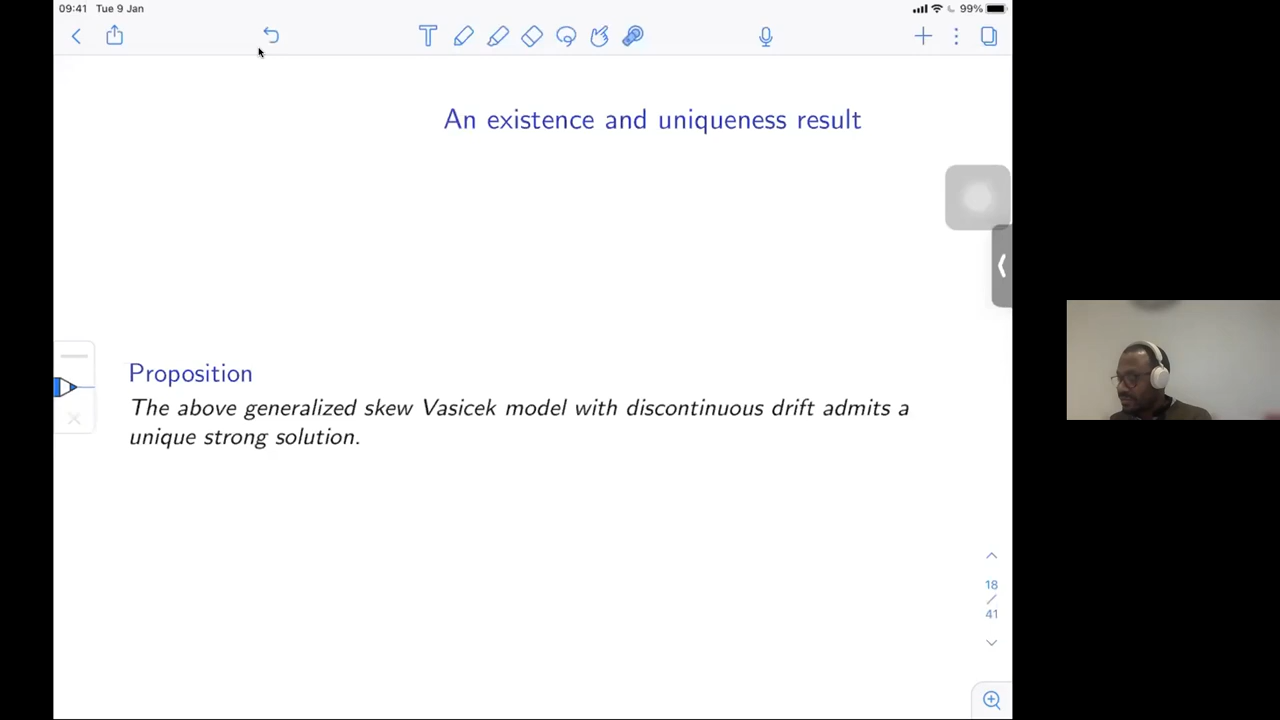 09:41 Tue 9 Jan
99%
An existence and uniqueness result
Proposition
The above generalized skew Vasicek model with discontinuous drift admits a
unique strong solution.
18
/
41